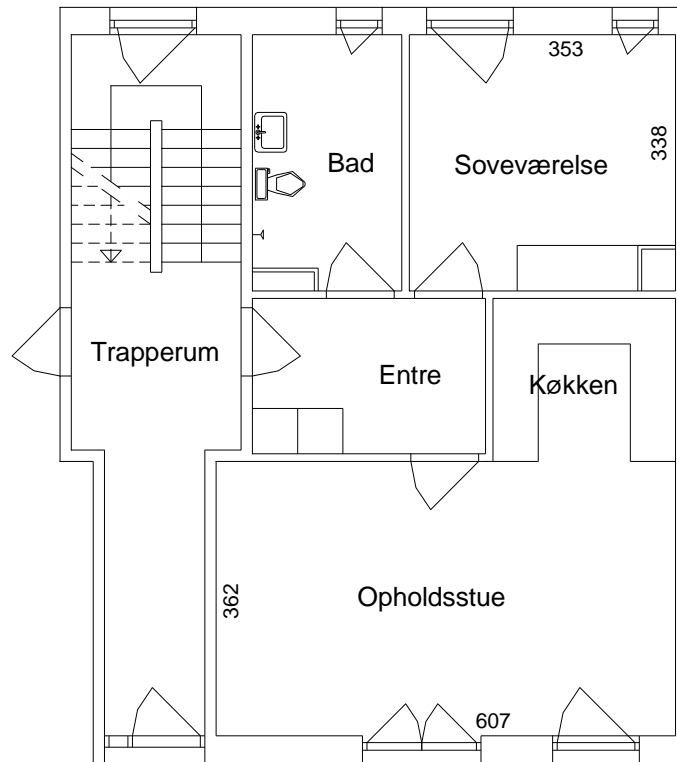 353
338
Bad
Soveværelse
Trapperum
Entre
Køkken
362
Opholdsstue
607